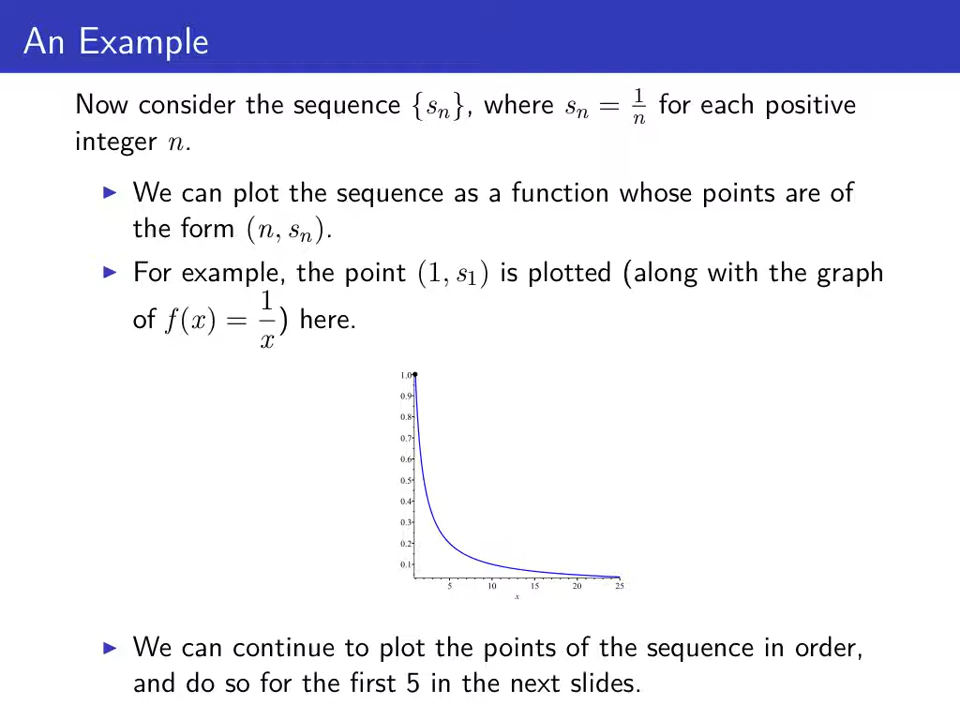 An Example
Now consider the sequence {sₙ}, where sₙ = 1/n for each positive
integer n.
▶ We can plot the sequence as a function whose points are of
the form (n, sₙ).
▶ For example, the point (1, s₁) is plotted (along with the graph
of f(x) = 1/x) here.
1.0
0.9
0.8
0.7
0.6
0.5
0.4
0.3
0.2
0.1
5 10 15 20 25
x
▶ We can continue to plot the points of the sequence in order,
and do so for the first 5 in the next slides.